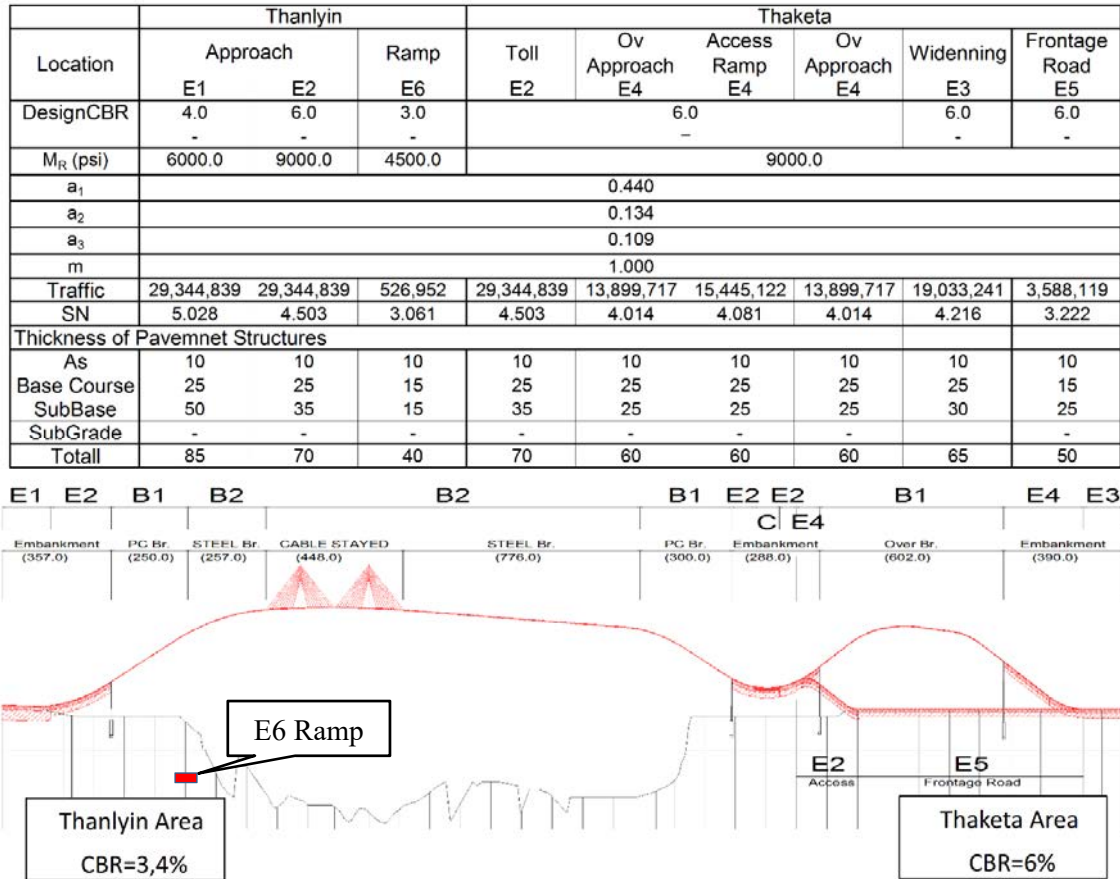 Thanlyin Thaketa
Location Approach Ramp Toll Ov Approach Access Ramp Ov Approach Widenning Frontage Road
E1 E2 E6 E2 E4 E4 E4 E3 E5
DesignCBR 4.0 6.0 3.0 6.0 6.0 6.0
- - - – - -
MR (psi) 6000.0 9000.0 4500.0 9000.0
a1 0.440
a2 0.134
a3 0.109
m 1.000
Traffic 29,344,839 29,344,839 526,952 29,344,839 13,899,717 15,445,122 13,899,717 19,033,241 3,588,119
SN 5.028 4.503 3.061 4.503 4.014 4.081 4.014 4.216 3.222
Thickness of Pavemnet Structures
As 10 10 10 10 10 10 10 10 10
Base Course 25 25 15 25 25 25 25 25 15
SubBase 50 35 15 35 25 25 25 30 25
SubGrade - - - - - - - -
Totall 85 70 40 70 60 60 60 65 50
E1 E2 B1 B2 B2 B1 E2 E2 B1 E4 E3
C E4
Embankment PC Br. STEEL Br. CABLE STAYED STEEL Br. PC Br. Embankment Over Br. Embankment
(357.0) (250.0) (257.0) (448.0) (776.0) (300.0) (288.0) (602.0) (390.0)
E6 Ramp
E2 E5
Access Frontage Road
Thanlyin Area
CBR=3,4%
Thaketa Area
CBR=6%